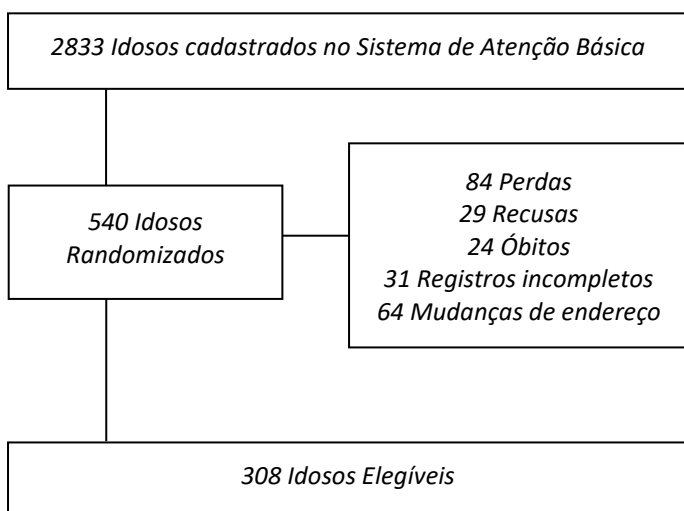 2833 Idosos cadastrados no Sistema de Atenção Básica
540 Idosos
Randomizados
84 Perdas
29 Recusas
24 Óbitos
31 Registros incompletos
64 Mudanças de endereço
308 Idosos Elegíveis